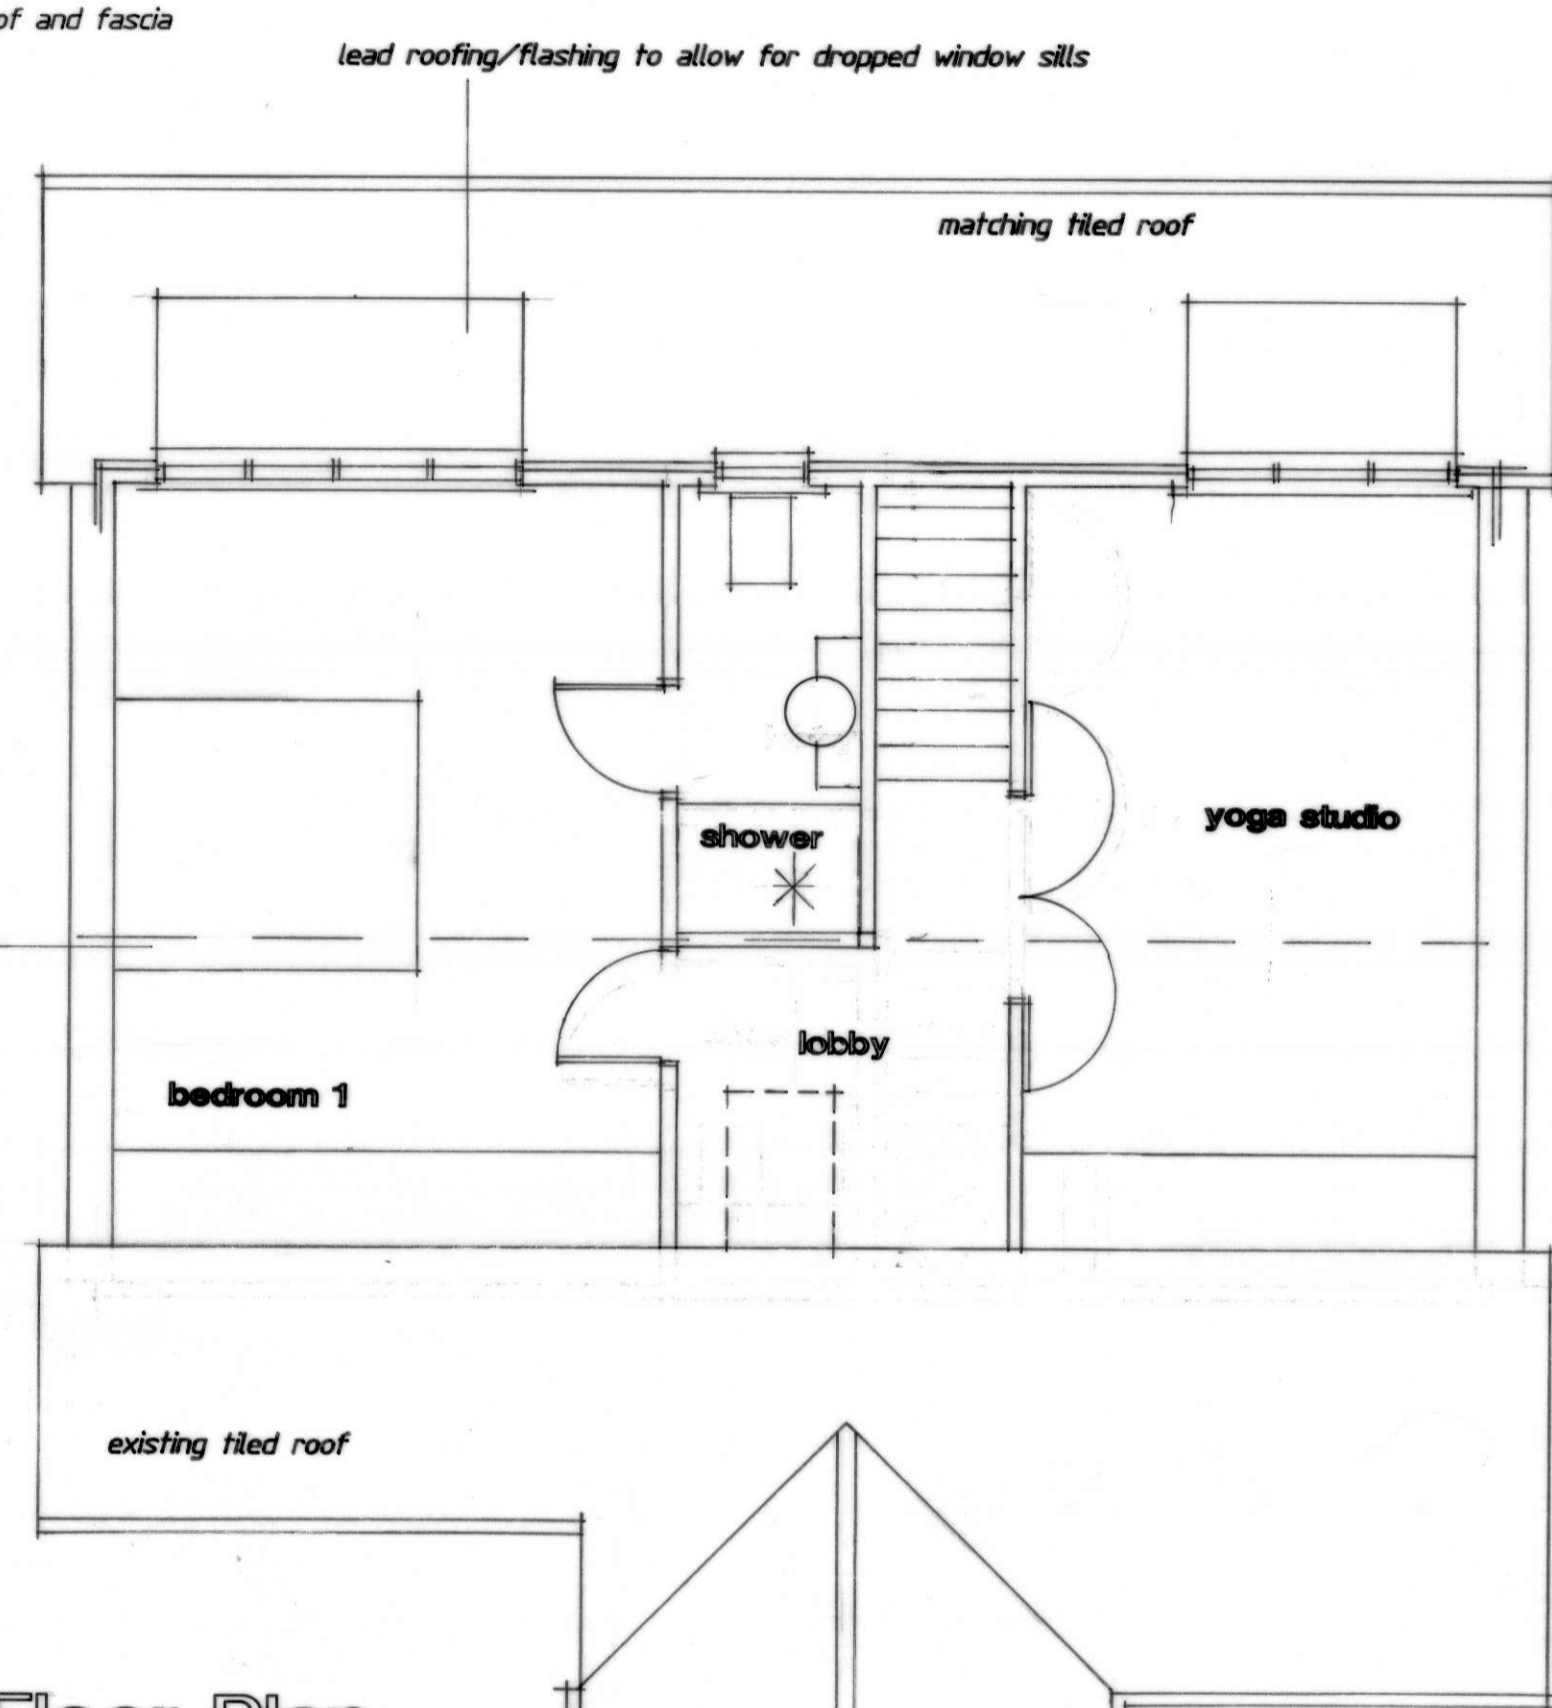 of and fascia
lead roofing/flashing to allow for dropped window sills
matching tiled roof
yoga studio
shower
lobby
bedroom 1
existing tiled roof
Floor Plan